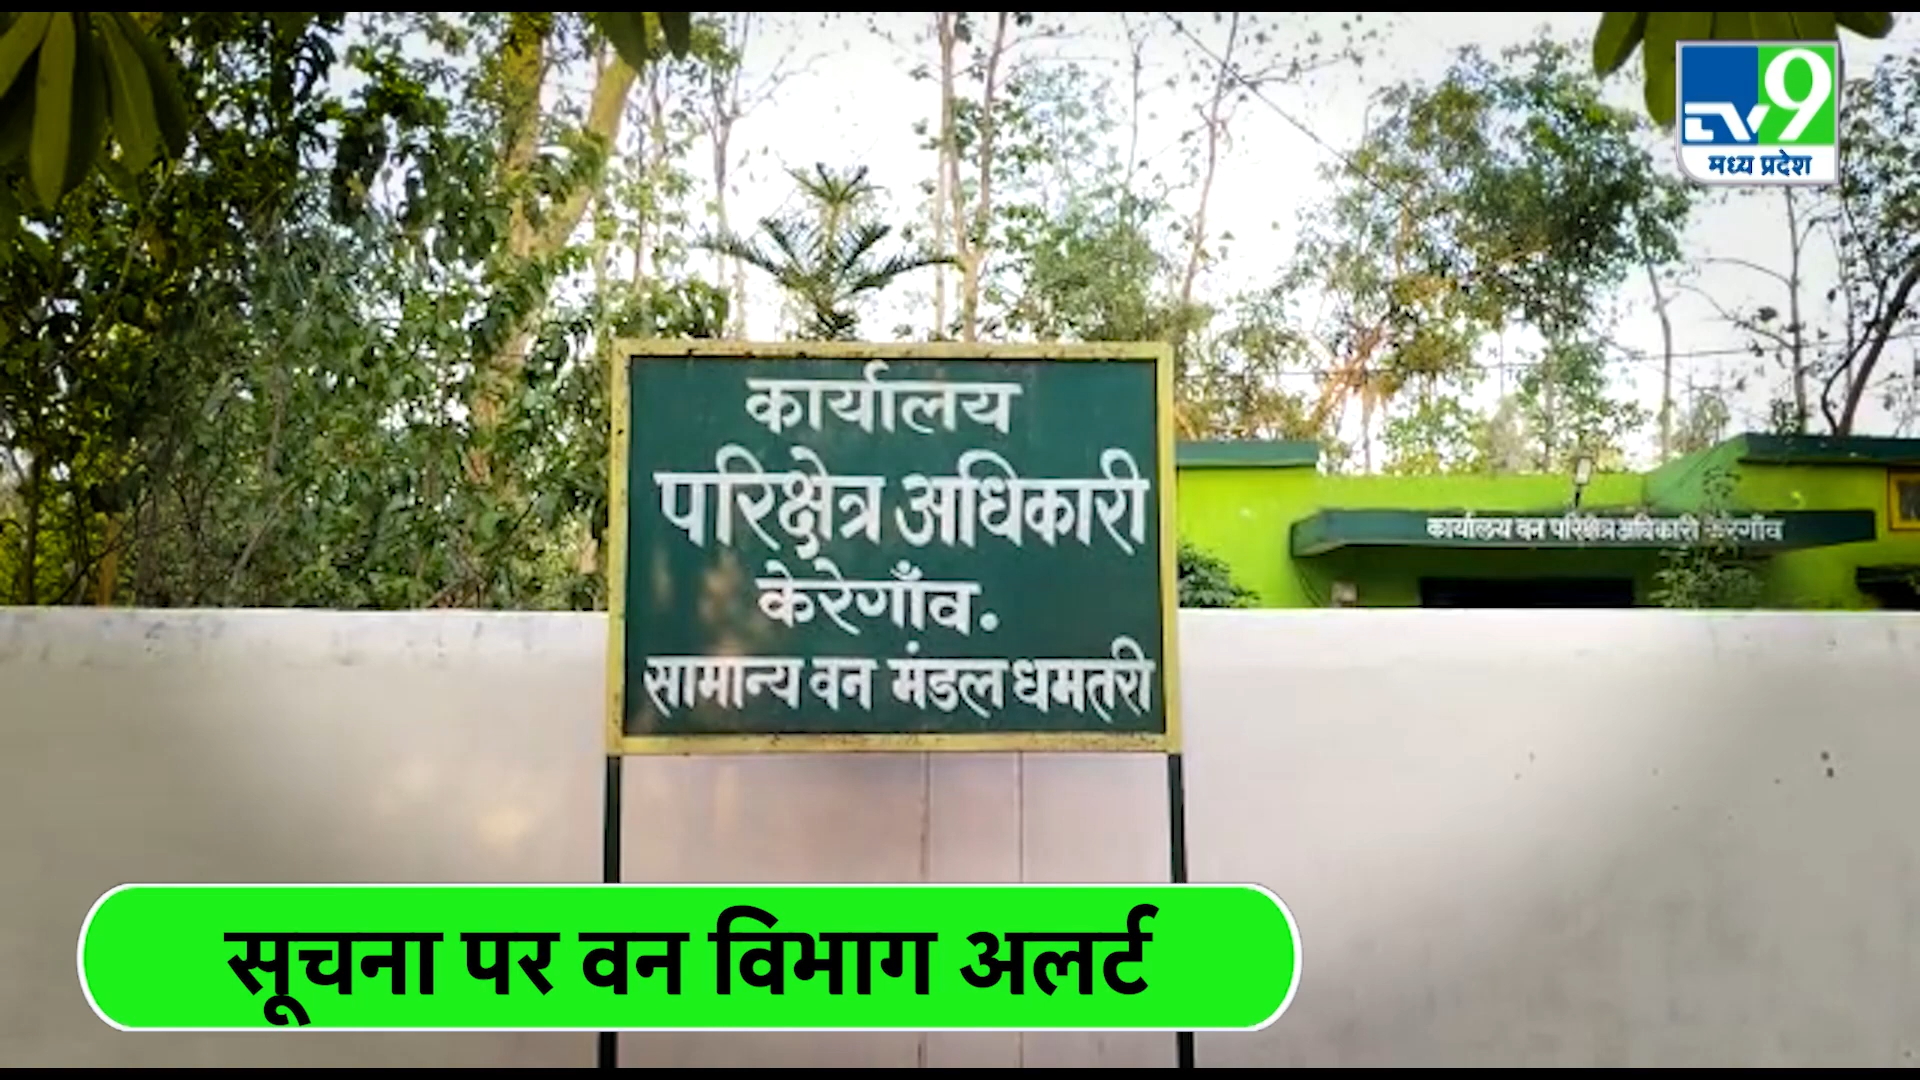 TV9
मध्य प्रदेश
कार्यालय
परिक्षेत्र अधिकारी
केरेगाँव.
सामान्य वन मंडल धमतरी
कार्यालय वन परिक्षेत्र अधिकारी केरेगाँव
सूचना पर वन विभाग अलर्ट